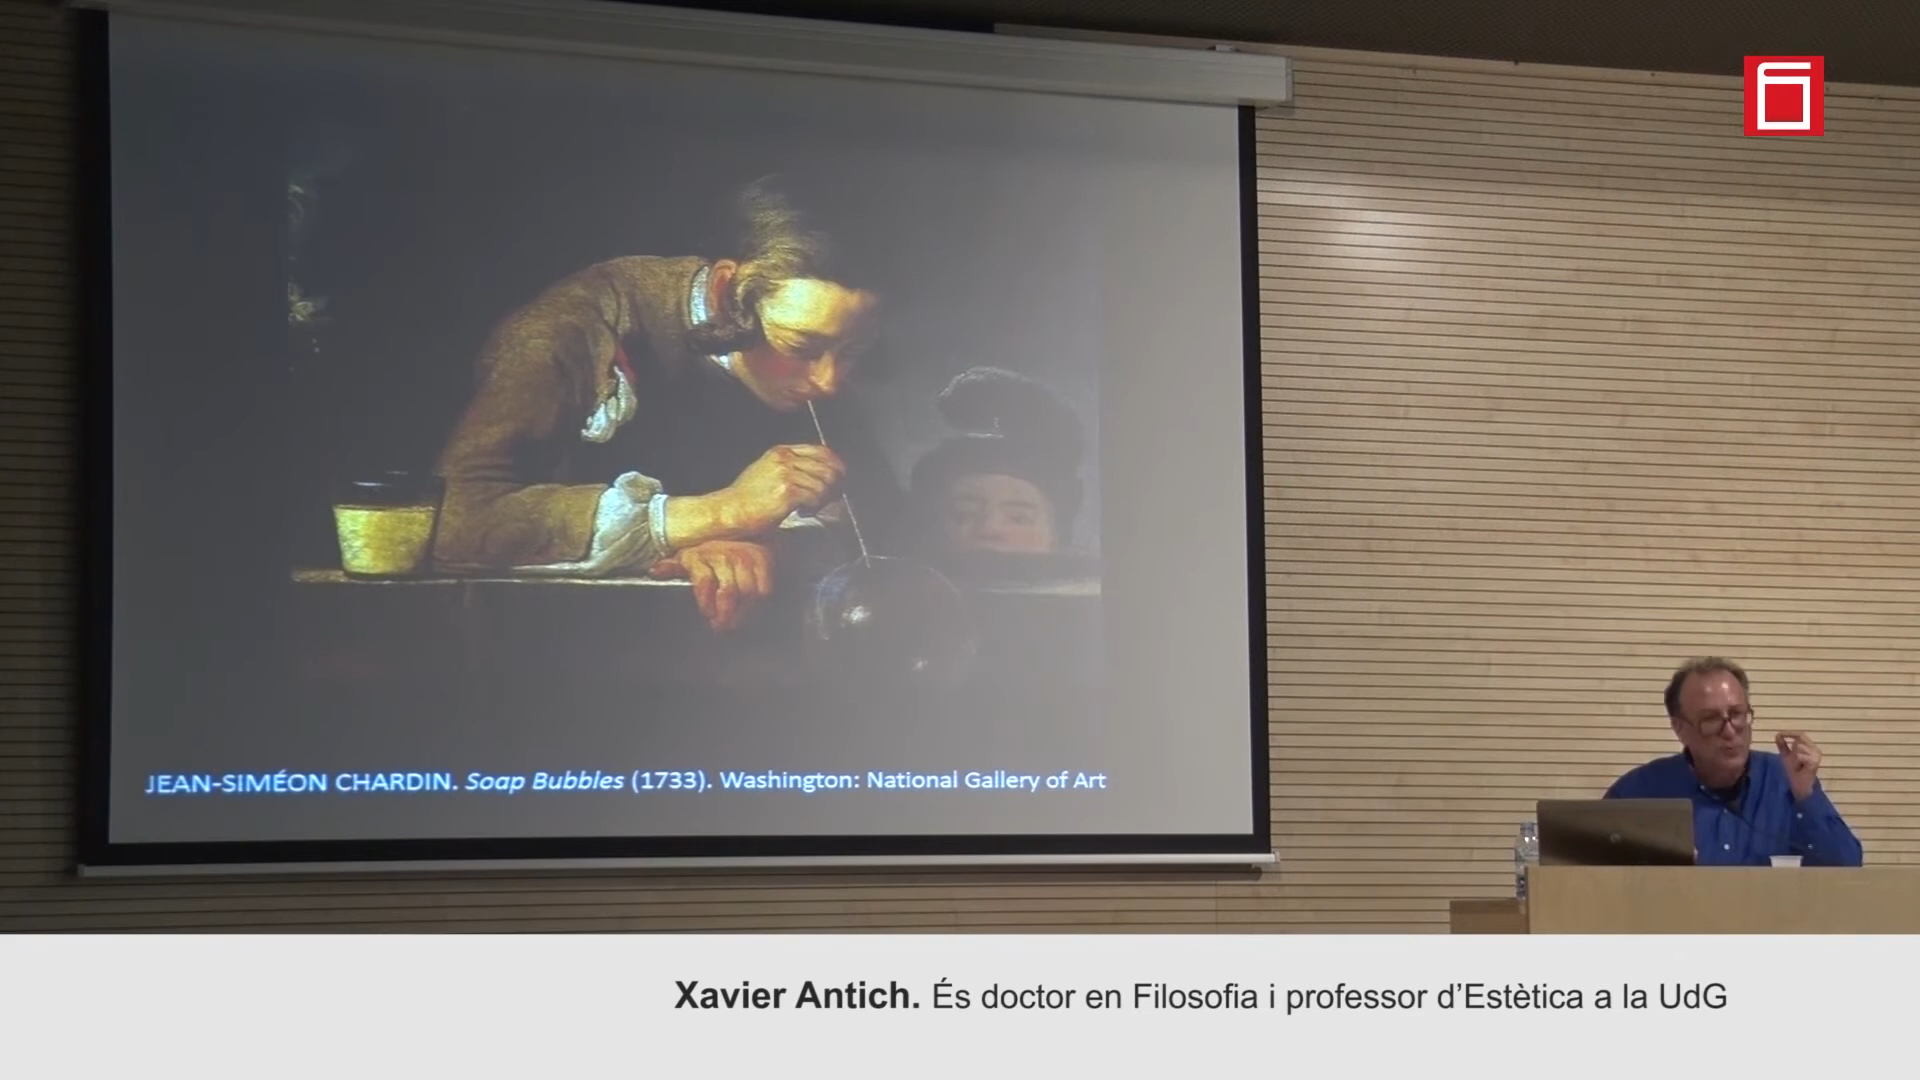 JEAN-SIMÉON CHARDIN. Soap Bubbles (1733). Washington: National Gallery of Art
Xavier Antich. És doctor en Filosofia i professor d'Estètica a la UdG